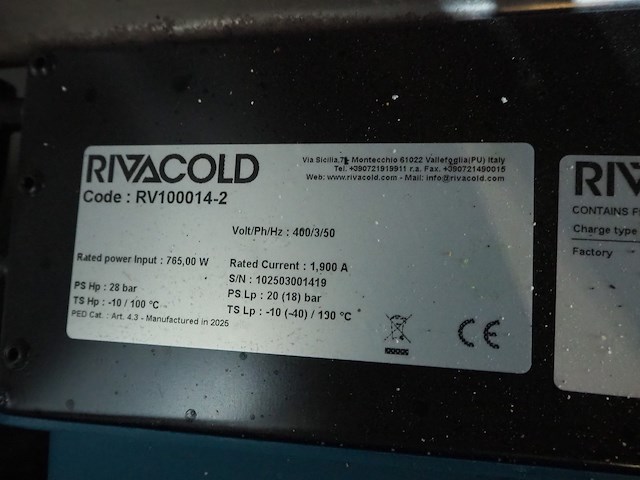 RIVACOLD
Via Sicilia,7 Montecchio 61022 Vallefoglia(PU) Italy
Tel. +390721919911 r.a. Fax. +390721490015
Web: www.rivacold.com - Mail: info@rivacold.com
Code : RV100014-2
Volt/Ph/Hz : 400/3/50
Rated power Input : 765,00 W
Rated Current : 1,900 A
S/N : 102503001419
PS Hp : 28 bar
PS Lp : 20 (18) bar
TS Hp : -10 / 100 °C
TS Lp : -10 (-40) / 100 °C
PED Cat. : Art. 4.3 - Manufactured in 2025
CE
RIV
CONTAINS F
Charge type
Factory